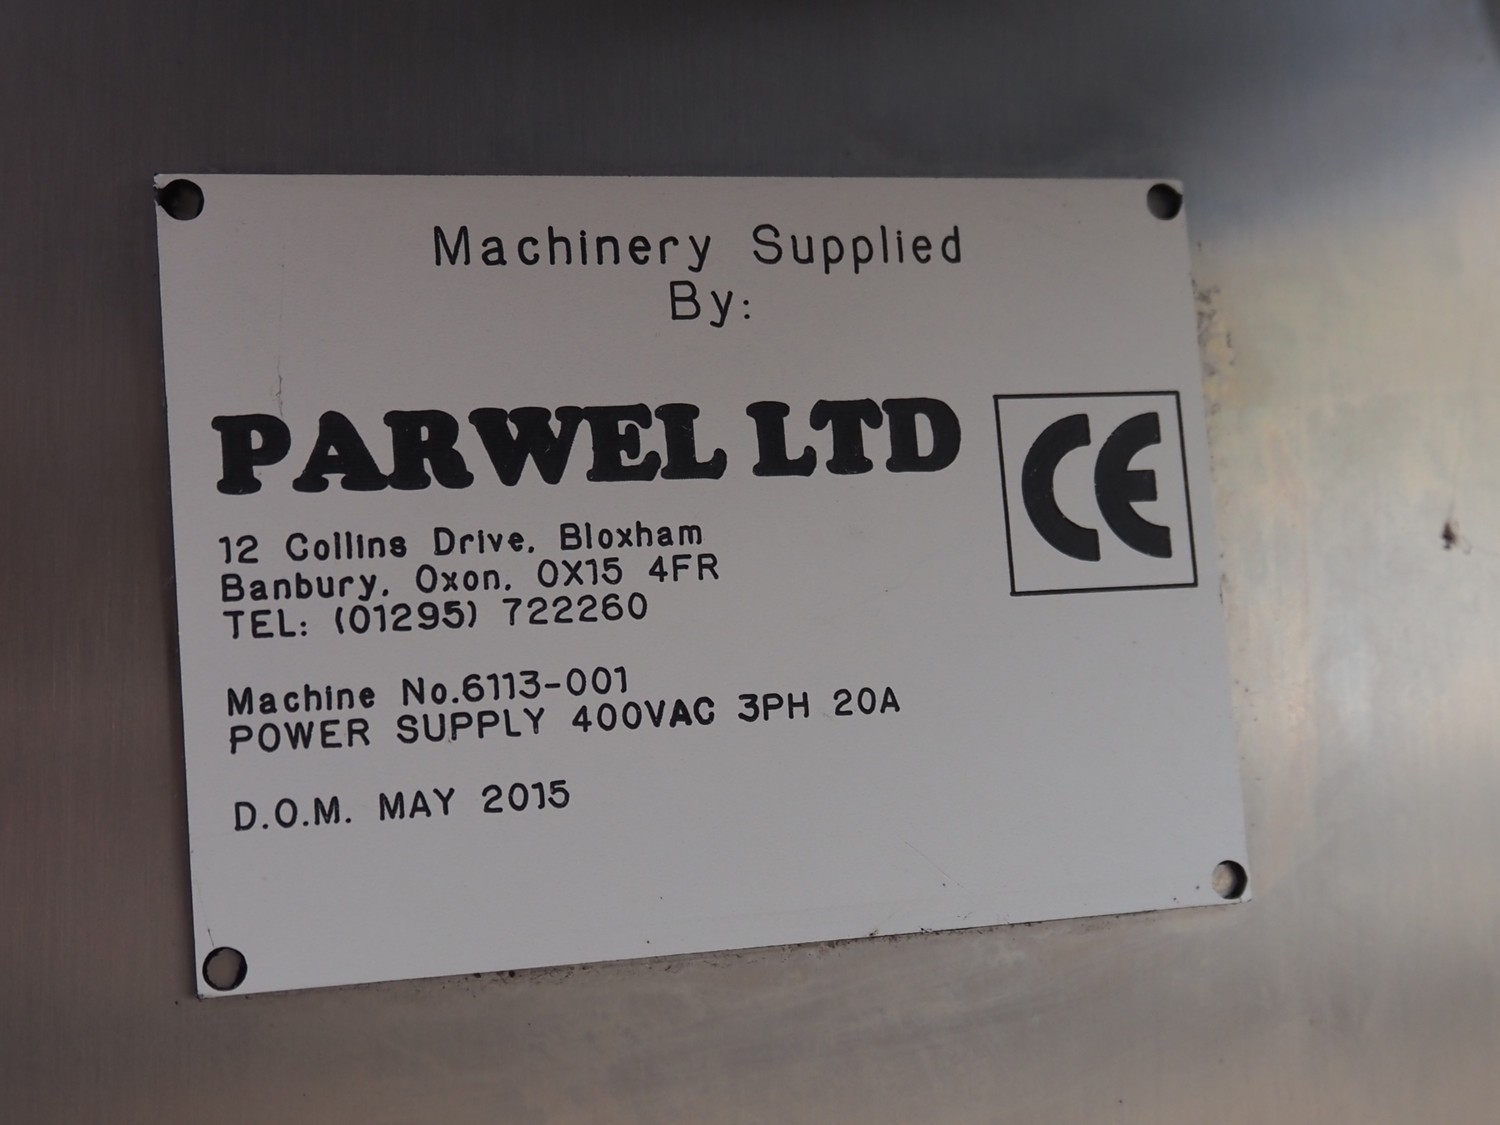 Machinery Supplied
By:
PARWEL LTD
CE
12 Collins Drive, Bloxham
Banbury, Oxon, OX15 4FR
TEL: (01295) 722260
Machine No.6113-001
POWER SUPPLY 400VAC 3PH 20A
D.O.M. MAY 2015